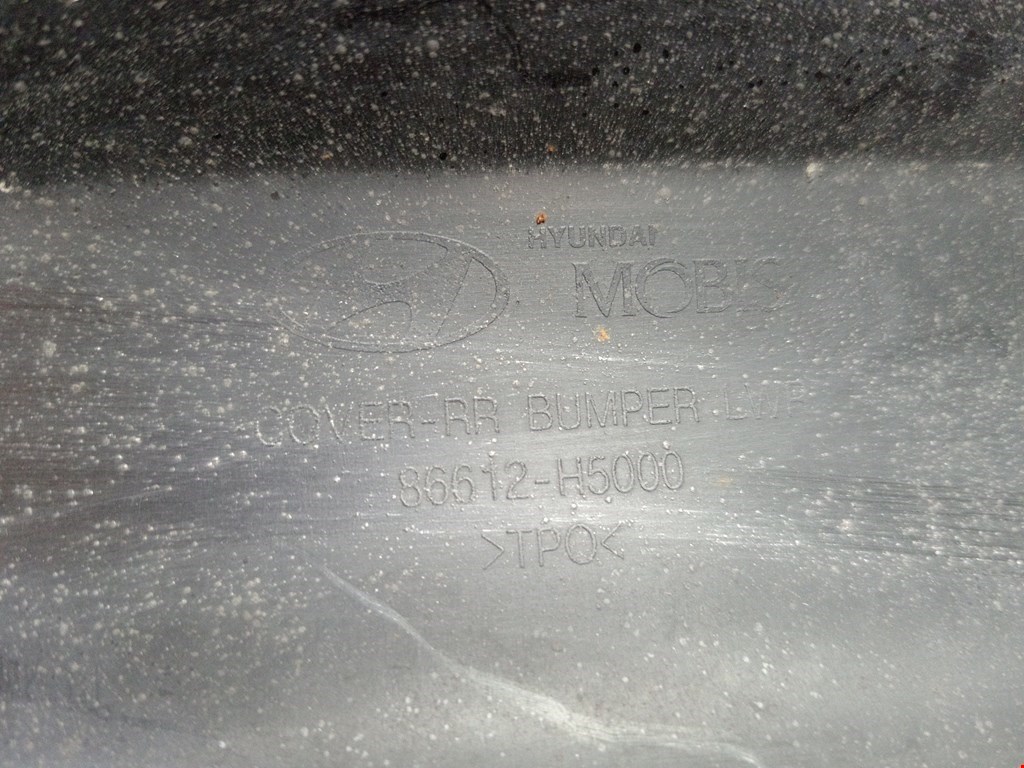 HYUNDAI
MOBIS
COVER-RR BUMPER LWR
86612-H5000
>TPO<